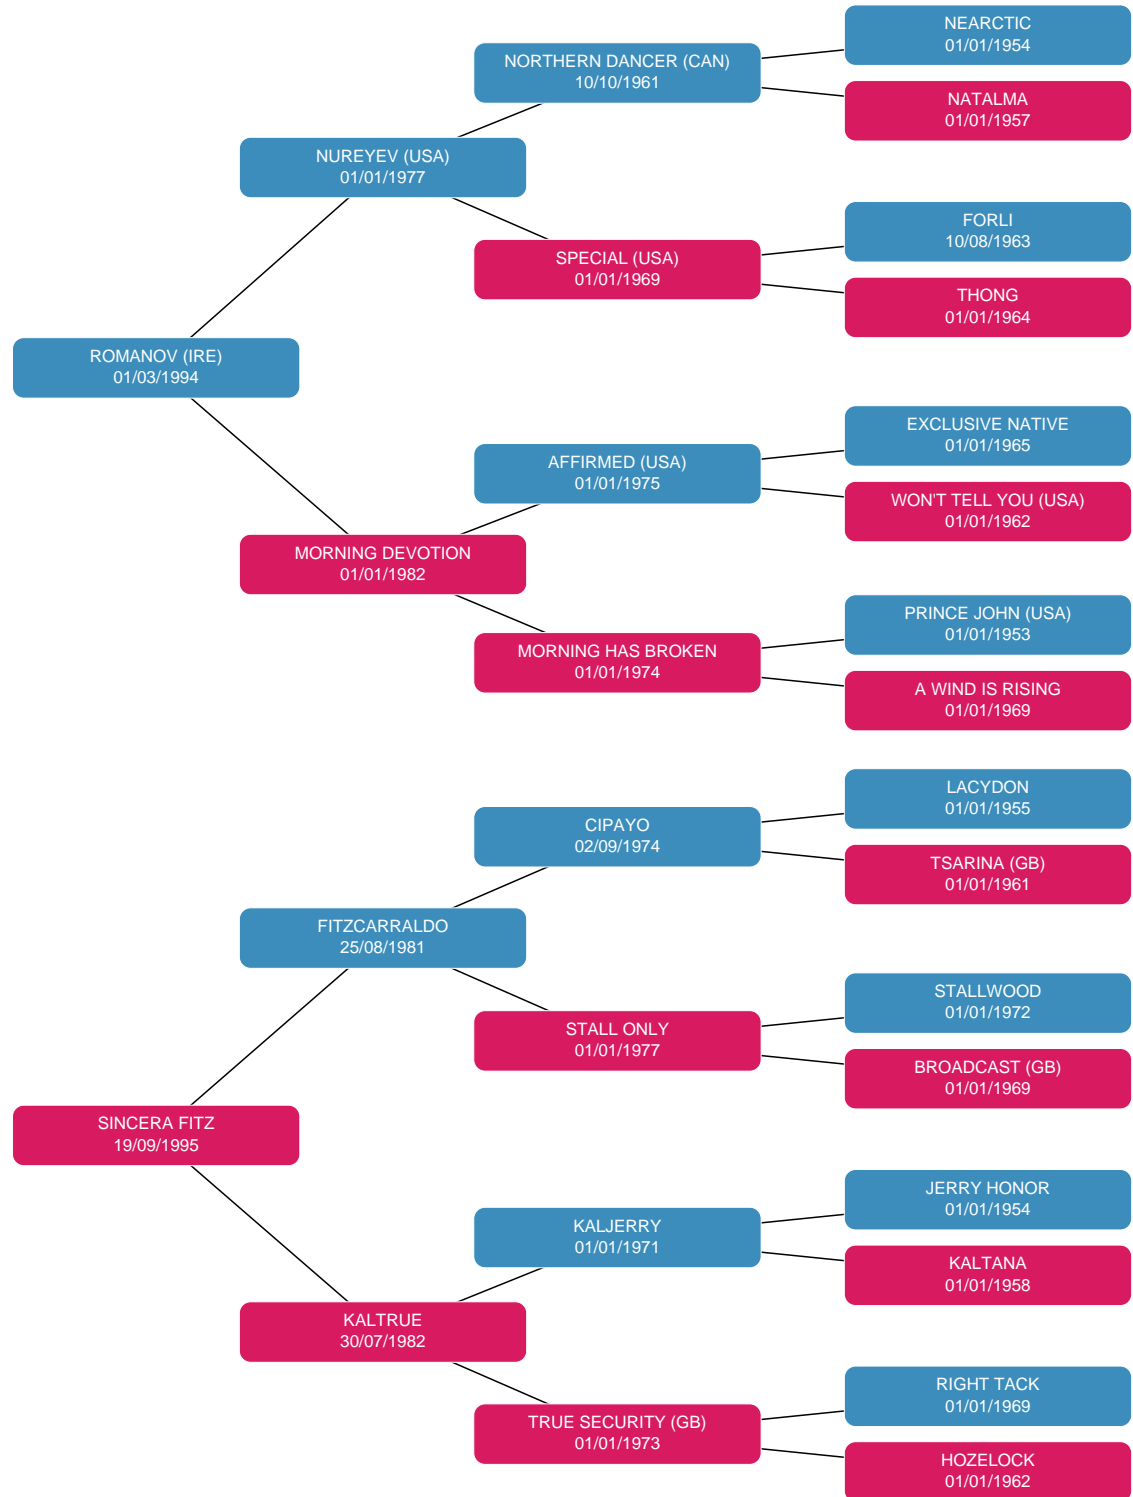 NEARCTIC
01/01/1954
NORTHERN DANCER (CAN)
10/10/1961
NATALMA
01/01/1957
NUREYEV (USA)
01/01/1977
FORLI
10/08/1963
SPECIAL (USA)
01/01/1969
THONG
01/01/1964
ROMANOV (IRE)
01/03/1994
EXCLUSIVE NATIVE
01/01/1965
AFFIRMED (USA)
01/01/1975
WON'T TELL YOU (USA)
01/01/1962
MORNING DEVOTION
01/01/1982
PRINCE JOHN (USA)
01/01/1953
MORNING HAS BROKEN
01/01/1974
A WIND IS RISING
01/01/1969
LACYDON
01/01/1955
CIPAYO
02/09/1974
TSARINA (GB)
01/01/1961
FITZCARRALDO
25/08/1981
STALLWOOD
01/01/1972
STALL ONLY
01/01/1977
BROADCAST (GB)
01/01/1969
SINCERA FITZ
19/09/1995
JERRY HONOR
01/01/1954
KALJERRY
01/01/1971
KALTANA
01/01/1958
KALTRUE
30/07/1982
RIGHT TACK
01/01/1969
TRUE SECURITY (GB)
01/01/1973
HOZELOCK
01/01/1962